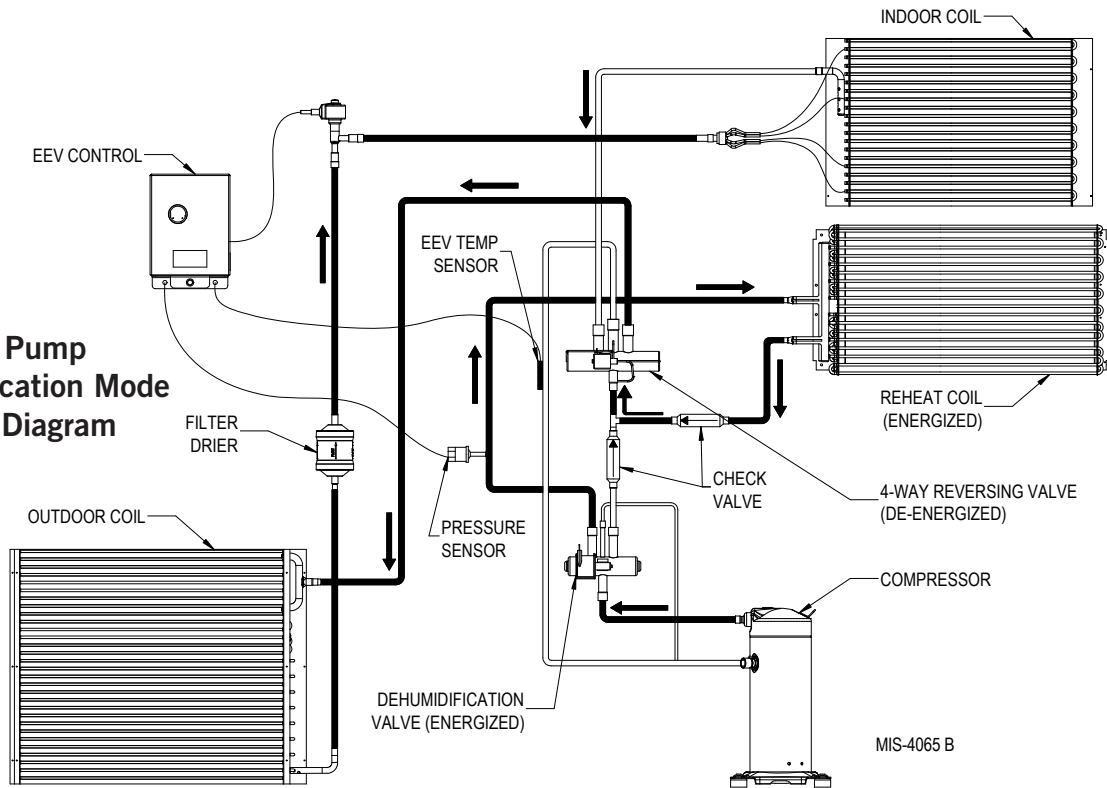 INDOOR COIL
EEV CONTROL
EEV TEMP
SENSOR
Pump
cation Mode
Diagram
FILTER
DRIER
REHEAT COIL
(ENERGIZED)
CHECK
VALVE
4-WAY REVERSING VALVE
(DE-ENERGIZED)
OUTDOOR COIL
PRESSURE
SENSOR
COMPRESSOR
DEHUMIDIFICATION
VALVE (ENERGIZED)
MIS-4065 B